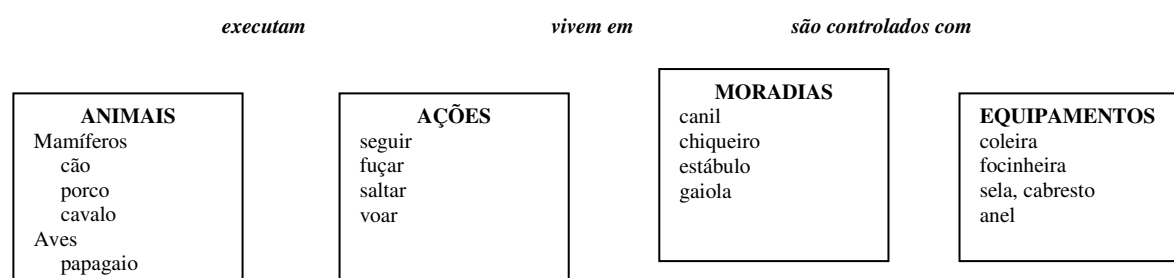 executam vivem em são controlados com
ANIMAIS
Mamíferos
cão
porco
cavalo
Aves
papagaio
AÇÕES
seguir
fuçar
saltar
voar
MORADIAS
canil
chiqueiro
estábulo
gaiola
EQUIPAMENTOS
coleira
focinheira
sela, cabresto
anel